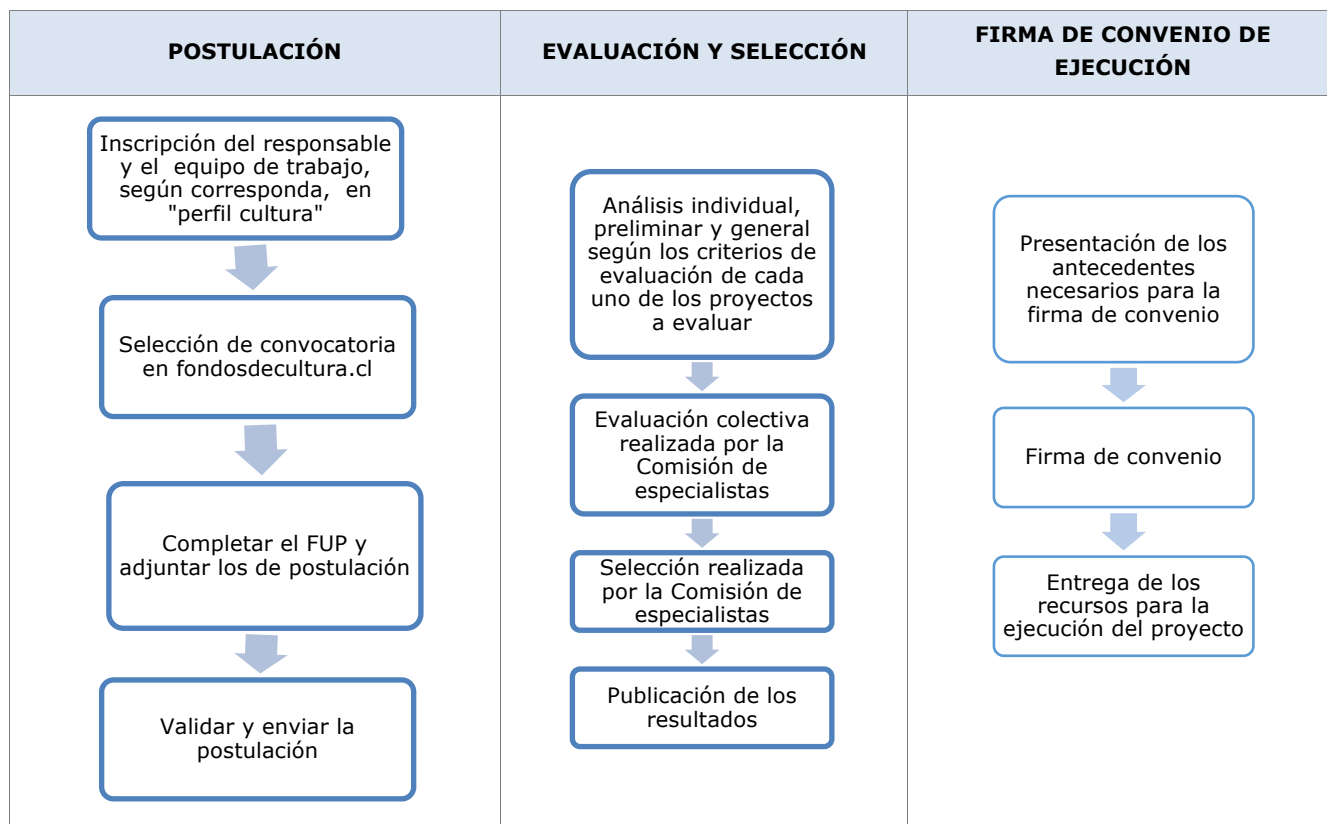 POSTULACIÓN
Inscripción del responsable
y el equipo de trabajo,
según corresponda, en
"perfil cultura"
Selección de convocatoria
en fondosdecultura.cl
Completar el FUP y
adjuntar los de postulación
Validar y enviar la
postulación
EVALUACIÓN Y SELECCIÓN
Análisis individual,
preliminar y general
según los criterios de
evaluación de cada
uno de los proyectos
a evaluar
Evaluación colectiva
realizada por la
Comisión de
especialistas
Selección realizada
por la Comisión de
especialistas
Publicación de los
resultados
FIRMA DE CONVENIO DE
EJECUCIÓN
Presentación de los
antecedentes
necesarios para la
firma de convenio
Firma de convenio
Entrega de los
recursos para la
ejecución del proyecto